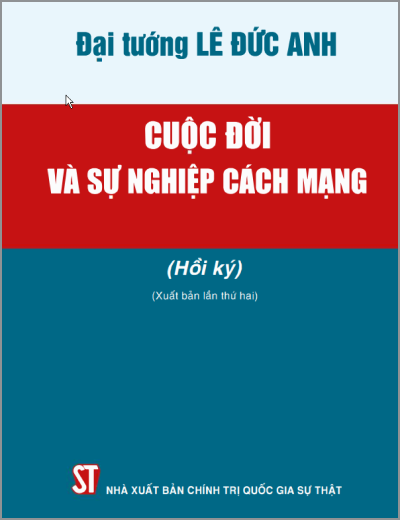 Đại tướng LÊ ĐỨC ANH
CUỘC ĐỜI
VÀ SỰ NGHIỆP CÁCH MẠNG
(Hồi ký)
(Xuất bản lần thứ hai)
ST
NHÀ XUẤT BẢN CHÍNH TRỊ QUỐC GIA SỰ THẬT